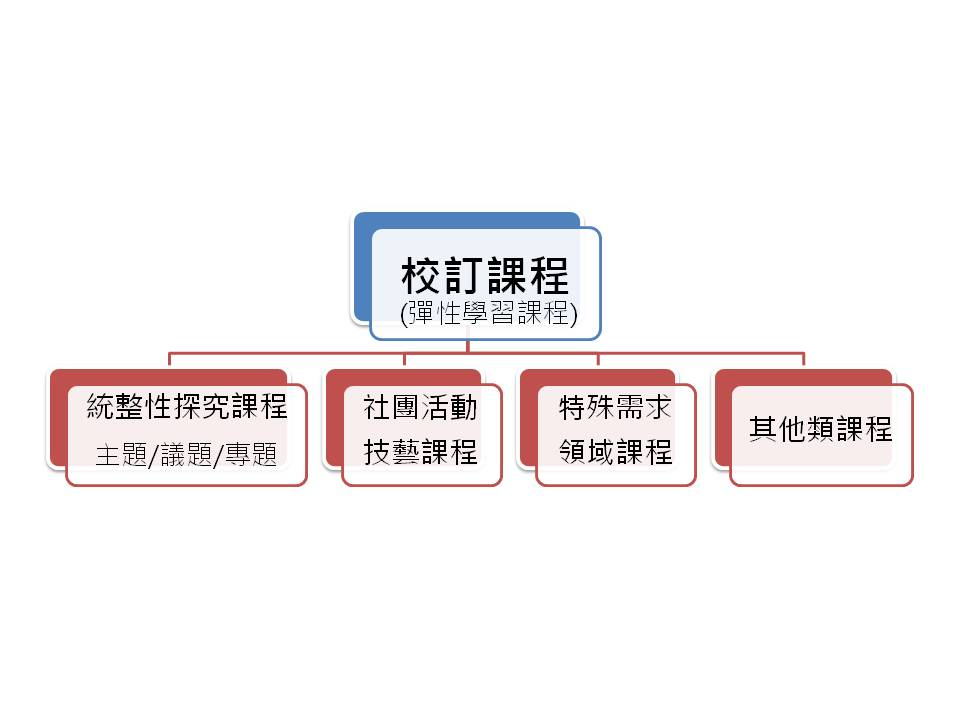 校訂課程
(彈性學習課程)
統整性探究課程
主題/議題/專題
社團活動
技藝課程
特殊需求
領域課程
其他類課程